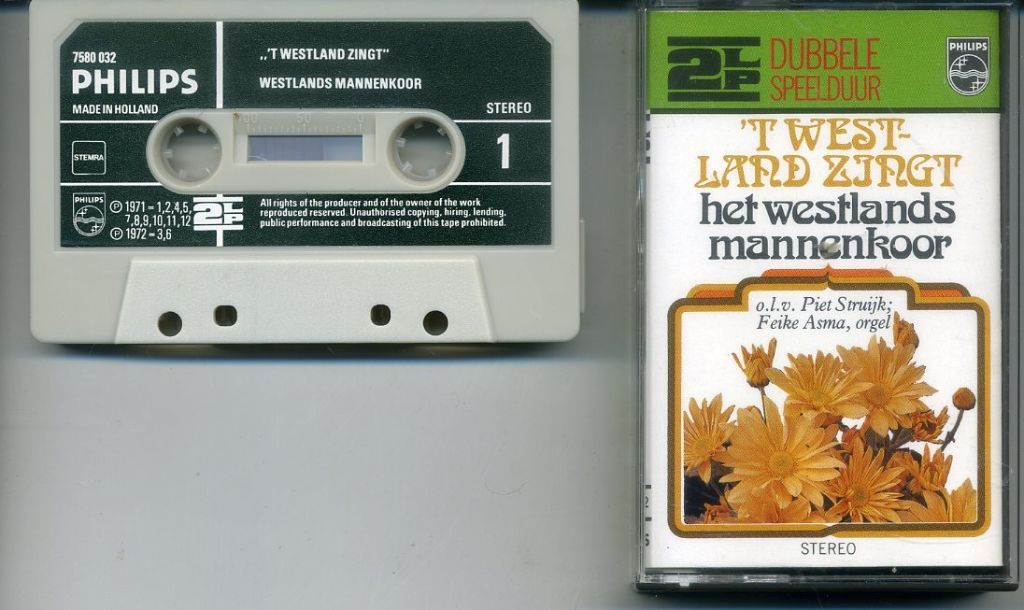 7580 032
PHILIPS
MADE IN HOLLAND
„'T WESTLAND ZINGT"
WESTLANDS MANNENKOOR
STEREO
100 50 0
1
STEMRA
PHILIPS
℗ 1971 = 1,2,4,5,
7,8,9,10,11,12
℗ 1972 = 3,6
2LP
All rights of the producer and of the owner of the work
reproduced reserved. Unauthorised copying, hiring, lending,
public performance and broadcasting of this tape prohibited.
2LP
DUBBELE
SPEELDUUR
PHILIPS
'T WEST-
LAND ZINGT
het westlands
mannenkoor
o.l.v. Piet Struijk;
Feike Asma, orgel
STEREO